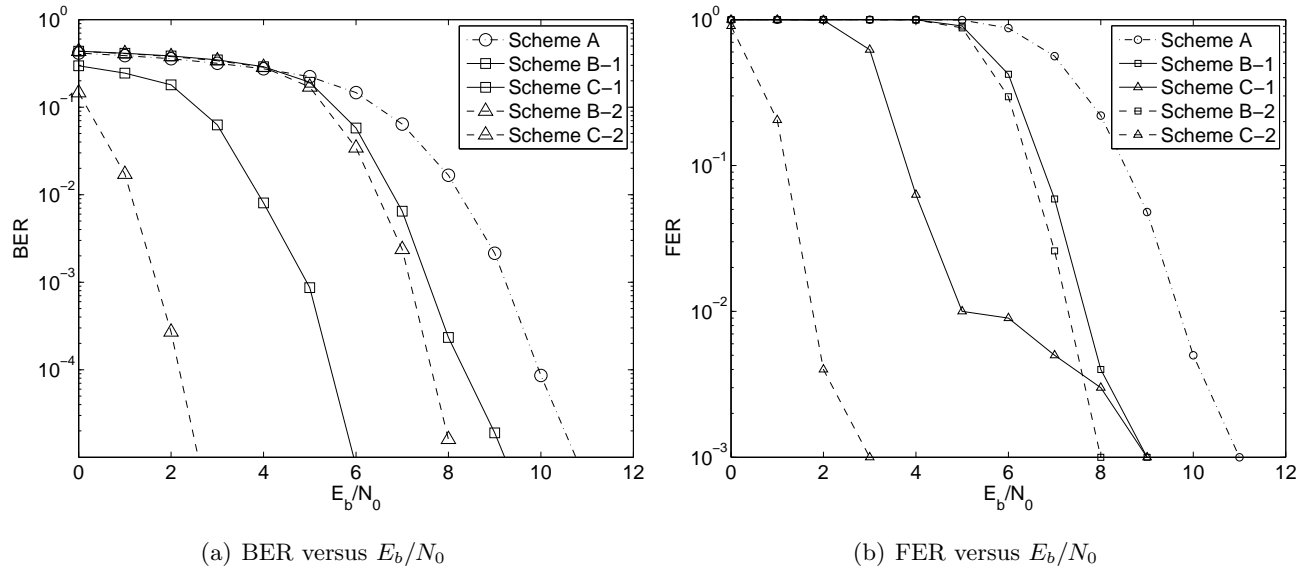 10^0
10^−1
10^−2
10^−3
10^−4
BER
0
2
4
6
8
10
12
E_b/N_0
Scheme A
Scheme B−1
Scheme C−1
Scheme B−2
Scheme C−2
(a) BER versus E_b/N_0
10^0
10^−1
10^−2
10^−3
FER
0
2
4
6
8
10
12
E_b/N_0
Scheme A
Scheme B−1
Scheme C−1
Scheme B−2
Scheme C−2
(b) FER versus E_b/N_0